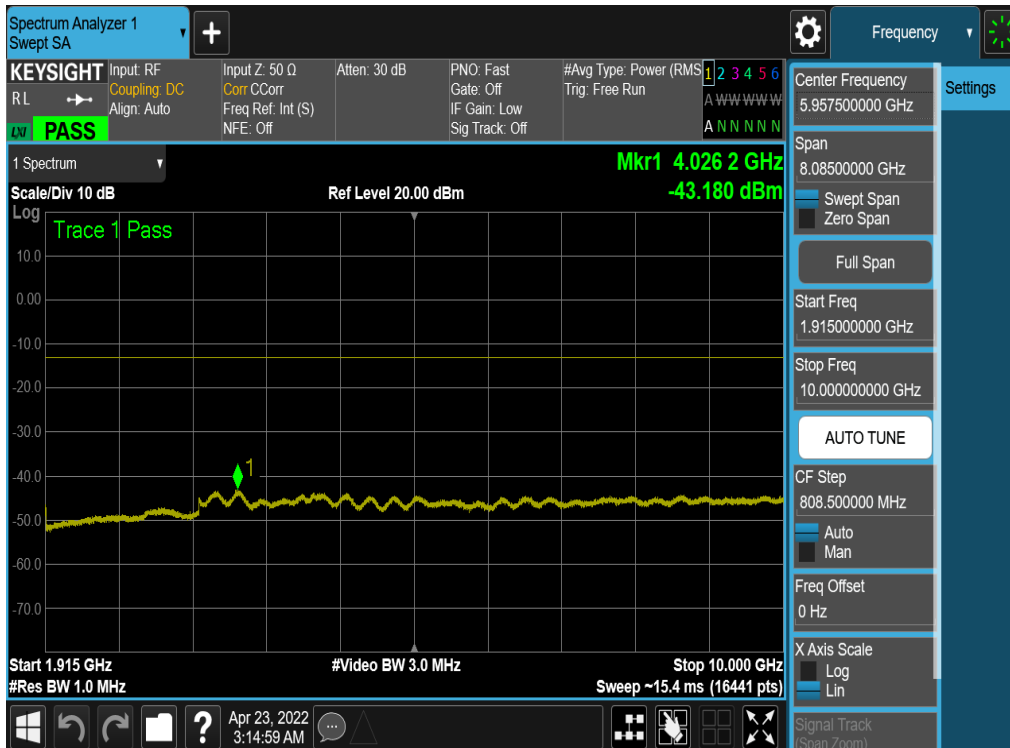 Spectrum Analyzer 1
Swept SA
+
Frequency
KEYSIGHT
RL
LXI PASS
Input: RF
Coupling: DC
Align: Auto
Input Z: 50 Ω
Corr CCorr
Freq Ref: Int (S)
NFE: Off
Atten: 30 dB
PNO: Fast
Gate: Off
IF Gain: Low
Sig Track: Off
#Avg Type: Power (RMS
Trig: Free Run
1 2 3 4 5 6
A W W W W W
A N N N N N
1 Spectrum
Mkr1 4.026 2 GHz
Scale/Div 10 dB
Ref Level 20.00 dBm
-43.180 dBm
Log
Trace 1 Pass
10.0
0.00
-10.0
-20.0
-30.0
-40.0
-50.0
-60.0
-70.0
1
Start 1.915 GHz
#Video BW 3.0 MHz
Stop 10.000 GHz
#Res BW 1.0 MHz
Sweep ~15.4 ms (16441 pts)
?
Apr 23, 2022
3:14:59 AM
Center Frequency
5.957500000 GHz
Span
8.08500000 GHz
Swept Span
Zero Span
Full Span
Start Freq
1.915000000 GHz
Stop Freq
10.000000000 GHz
AUTO TUNE
CF Step
808.500000 MHz
Auto
Man
Freq Offset
0 Hz
X Axis Scale
Log
Lin
Signal Track
(Span Zoom)
Settings